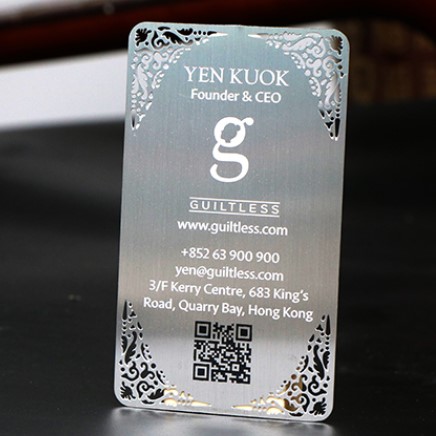 YEN KUOK
Founder & CEO
g
GUILTLESS
www.guiltless.com
+852 63 900 900
yen@guiltless.com
3/F Kerry Centre, 683 King's
Road, Quarry Bay, Hong Kong